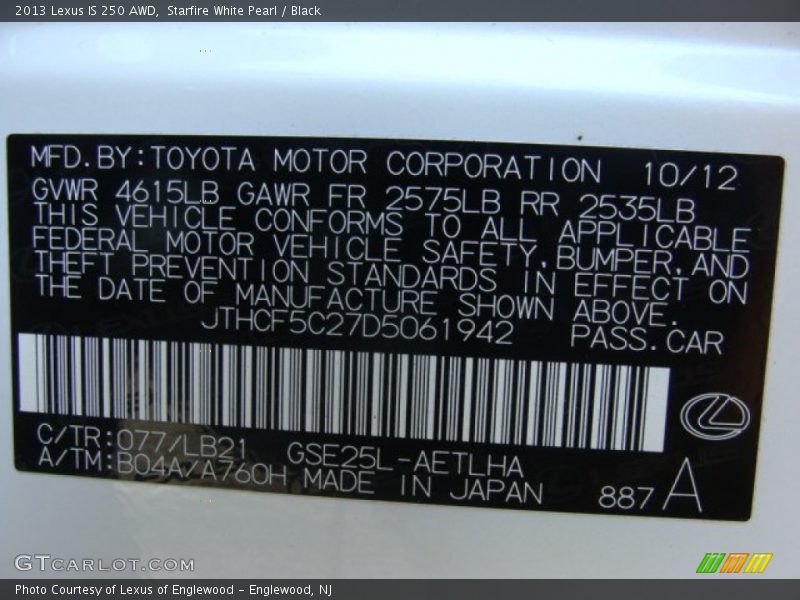 2013 Lexus IS 250 AWD,  Starfire White Pearl / Black
MFD.BY:TOYOTA MOTOR CORPORATION 10/12
GVWR 4615LB GAWR FR 2575LB RR 2535LB
THIS VEHICLE CONFORMS TO ALL APPLICABLE
FEDERAL MOTOR VEHICLE SAFETY,BUMPER,AND
THEFT PREVENTION STANDARDS IN EFFECT ON
THE DATE OF MANUFACTURE SHOWN ABOVE.
JTHCF5C27D5061942 PASS.CAR
C/TR:077/LB21 GSE25L-AETLHA
A/TM:B04A/A760H MADE IN JAPAN 887 A
GTCARLOT.COM
Photo Courtesy of Lexus of Englewood - Englewood, NJ